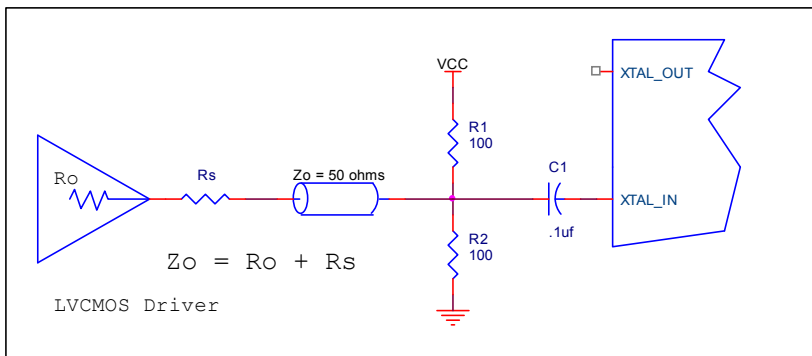 VCC
XTAL_OUT
R1
100
Ro
Rs
Zo = 50 ohms
C1
.1uf
XTAL_IN
R2
100
Zo = Ro + Rs
LVCMOS Driver